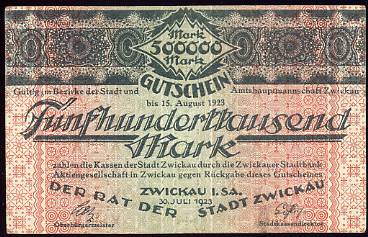 Mark
500000
Mark
GUTSCHEIN
Gültig im Bezirke der Stadt und Amtshauptmannschaft Zwickau
bis 15. August 1923
Fünfhunderttausend
Mark
zahlen die Kassen der Stadt Zwickau durch die Zwickauer Stadtbank
Aktiengesellschaft in Zwickau gegen Rückgabe dieses Gutscheines
ZWICKAU I. SA.
30. JULI 1923
DER RAT DER STADT ZWICKAU
Oberbürgermeister Stadtkassendirektor